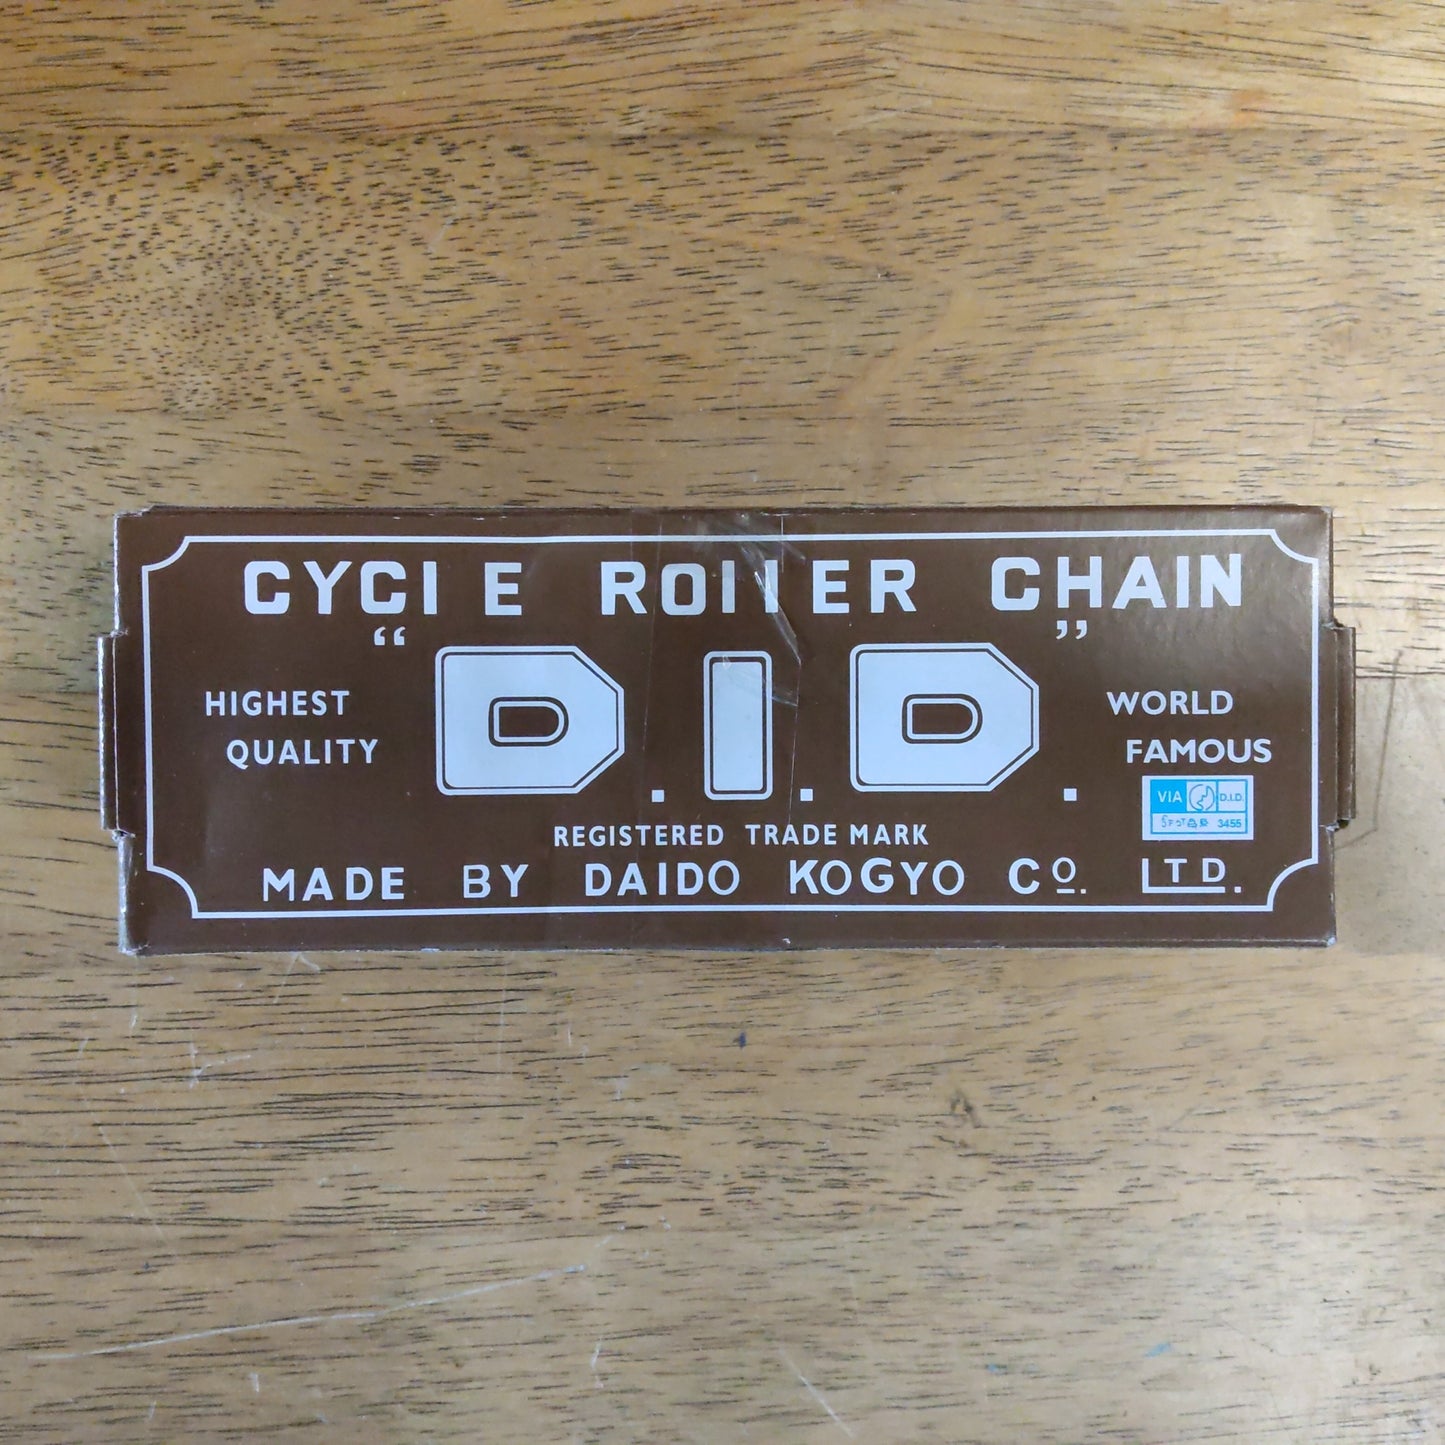 CYCLE ROLLER CHAIN
“D.I.D.”
HIGHEST
QUALITY
WORLD
FAMOUS
VIA
D.I.D.
3455
REGISTERED TRADE MARK
MADE BY DAIDO KOGYO Cº. LTD.